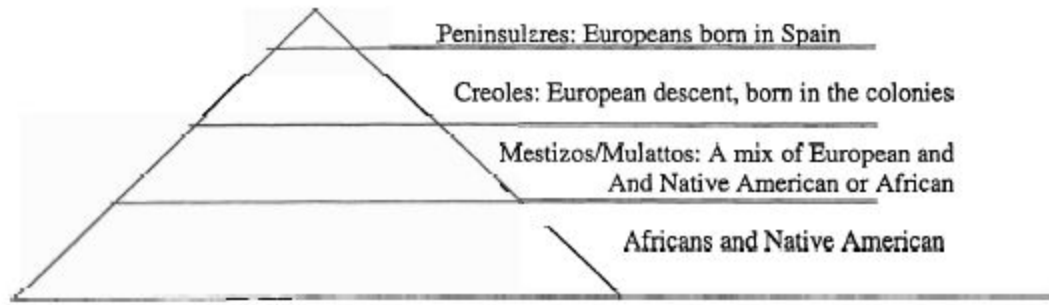 Peninsulares: Europeans born in Spain
Creoles: European descent, born in the colonies
Mestizos/Mulattos: A mix of European and
And Native American or African
Africans and Native American